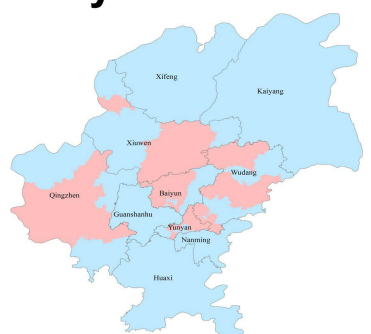 Xifeng
Kaiyang
Xiuwen
Wudang
Qingzhen
Baiyun
Guanshanhu
Yunyan
Nanming
Huaxi